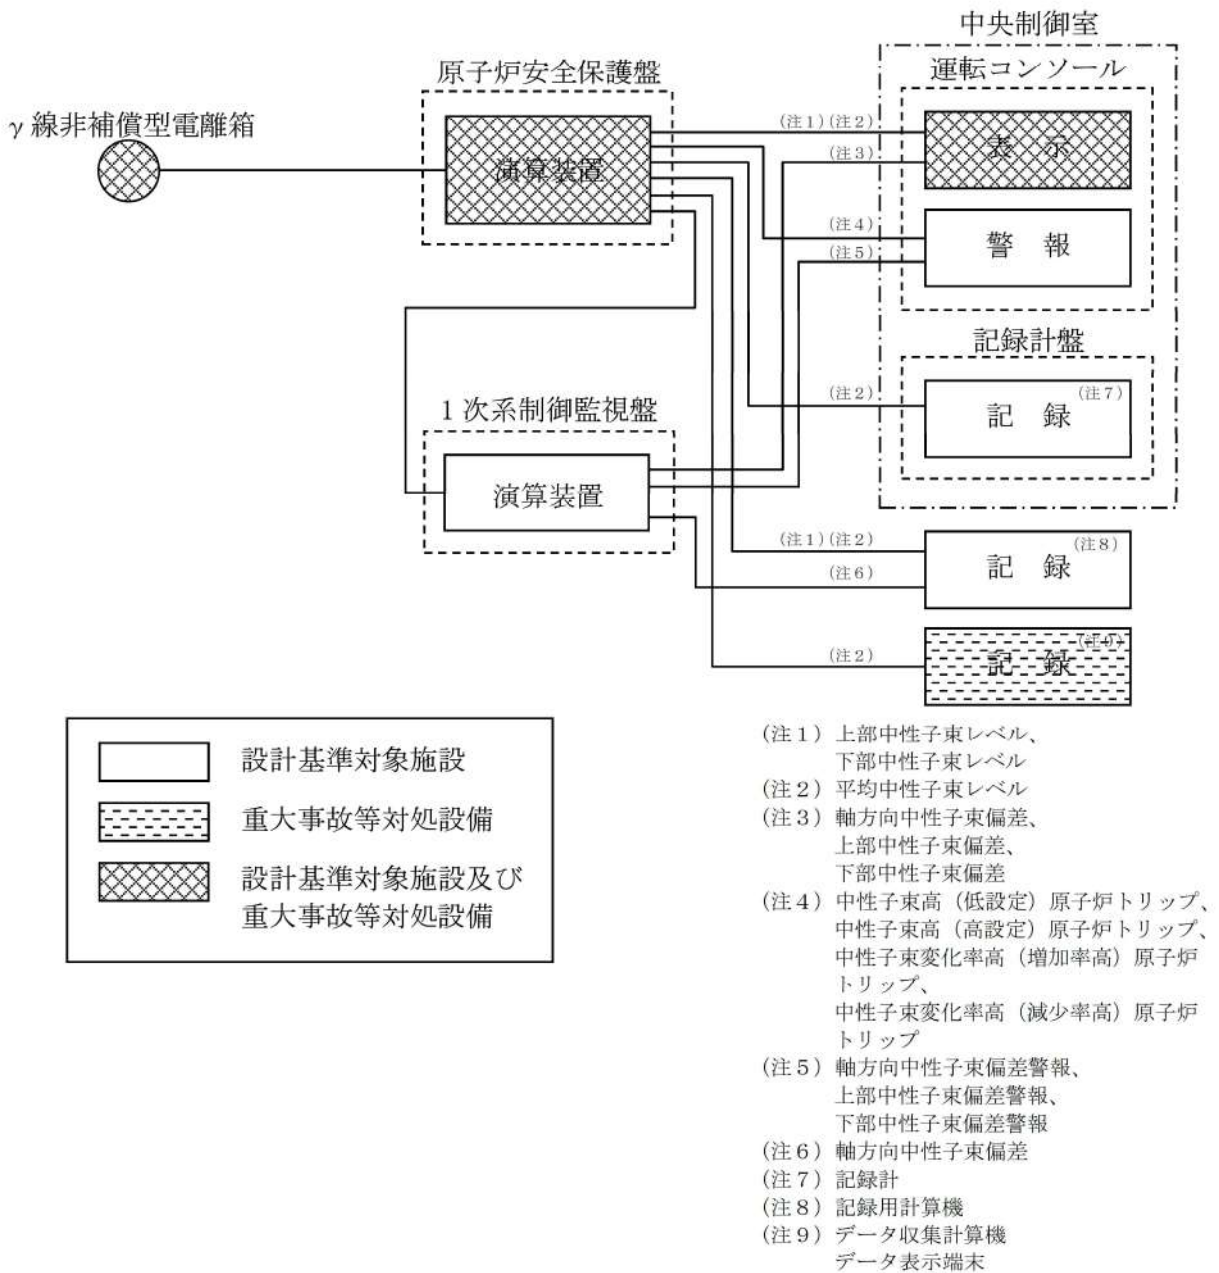 中央制御室
原子炉安全保護盤
運転コンソール
γ線非補償型電離箱
演算装置
(注1)(注2)
表 示
(注3)
(注4)
警 報
(注5)
記録計盤
(注2)
記 録
(注7)
1次系制御監視盤
演算装置
(注1)(注2)
記 録
(注8)
(注6)
(注2)
記 録
(注9)
設計基準対象施設
重大事故等対処設備
設計基準対象施設及び
重大事故等対処設備
(注1)上部中性子束レベル、
下部中性子束レベル
(注2)平均中性子束レベル
(注3)軸方向中性子束偏差、
上部中性子束偏差、
下部中性子束偏差
(注4)中性子束高(低設定)原子炉トリップ、
中性子束高(高設定)原子炉トリップ、
中性子束変化率高(増加率高)原子炉
トリップ、
中性子束変化率高(減少率高)原子炉
トリップ
(注5)軸方向中性子束偏差警報、
上部中性子束偏差警報、
下部中性子束偏差警報
(注6)軸方向中性子束偏差
(注7)記録計
(注8)記録用計算機
(注9)データ収集計算機
データ表示端末